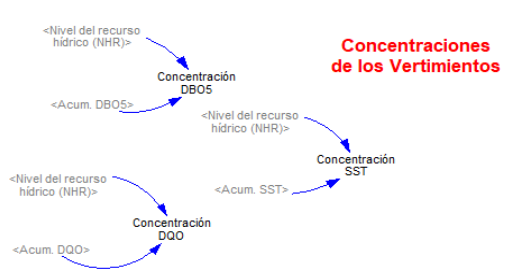 <Nivel del recurso
hídrico (NHR)>
Concentraciones
de los Vertimientos
Concentración
DBO5
<Acum. DBO5>
<Nivel del recurso
hídrico (NHR)>
Concentración
SST
<Acum. SST>
<Nivel del recurso
hídrico (NHR)>
Concentración
DQO
<Acum. DQO>